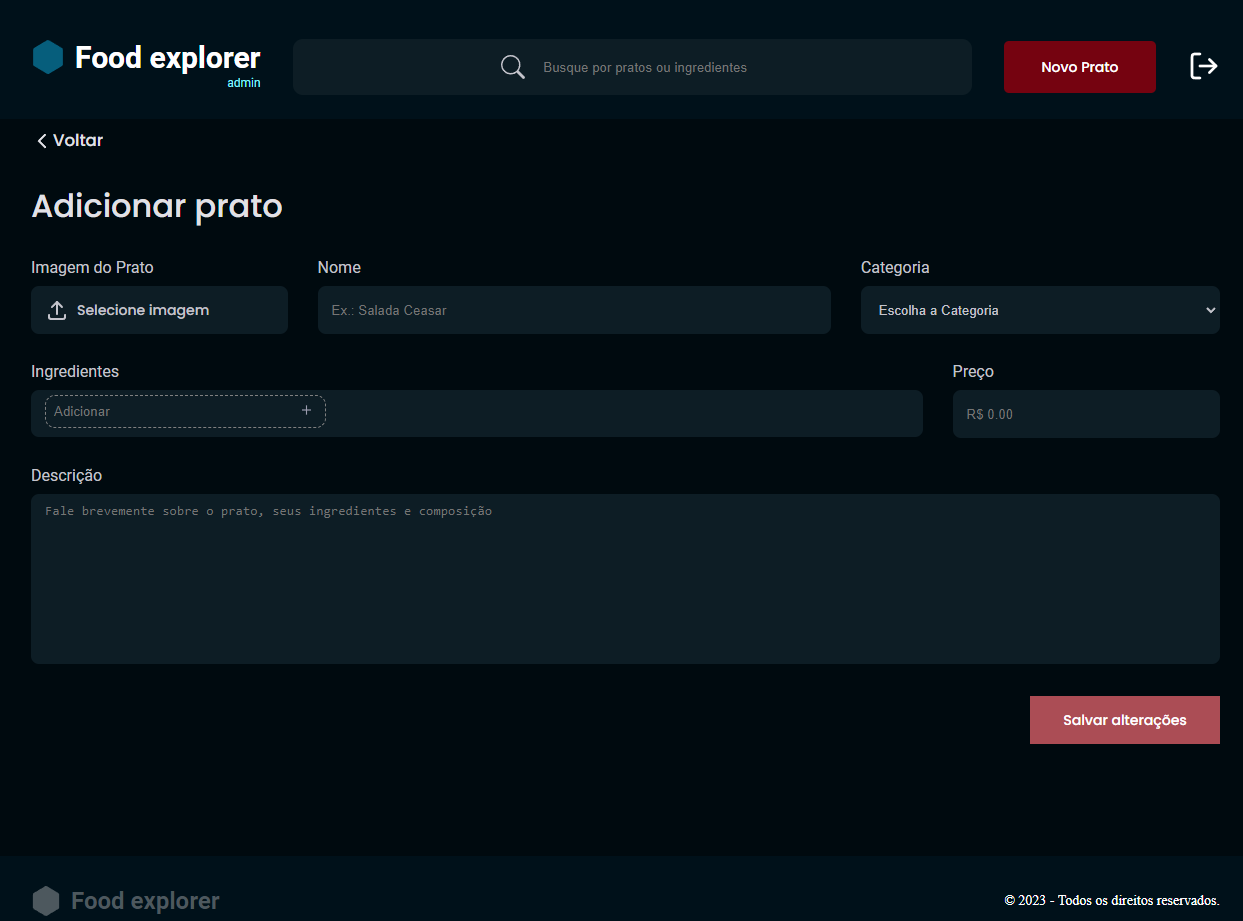 Food explorer
admin
Busque por pratos ou ingredientes
Novo Prato
Voltar
Adicionar prato
Imagem do Prato
Nome
Categoria
Selecione imagem
Ex.: Salada Ceasar
Escolha a Categoria
Ingredientes
Preço
Adicionar +
R$ 0.00
Descrição
Fale brevemente sobre o prato, seus ingredientes e composição
Salvar alterações
Food explorer
© 2023 - Todos os direitos reservados.